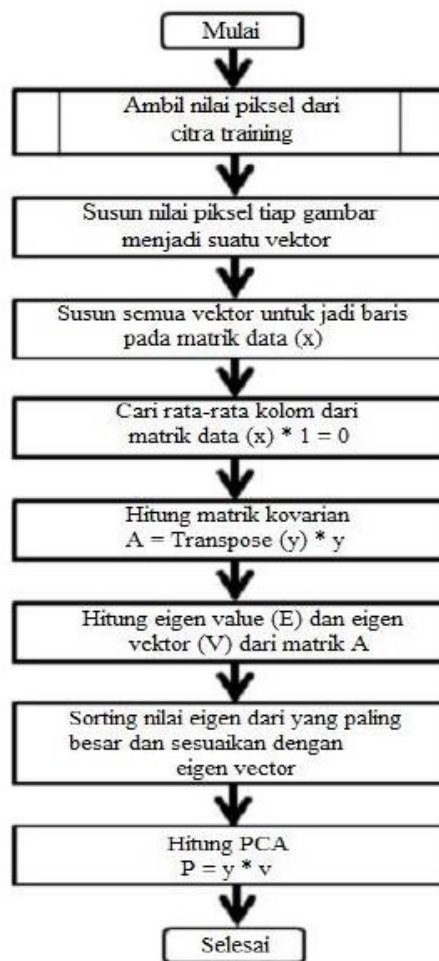 Mulai
Ambil nilai piksel dari
citra training
Susun nilai piksel tiap gambar
menjadi suatu vektor
Susun semua vektor untuk jadi baris
pada matrik data (x)
Cari rata-rata kolom dari
matrik data (x) * 1 = 0
Hitung matrik kovarian
A = Transpose (y) * y
Hitung eigen value (E) dan eigen
vektor (V) dari matrik A
Sorting nilai eigen dari yang paling
besar dan sesuaikan dengan
eigen vector
Hitung PCA
P = y * v
Selesai